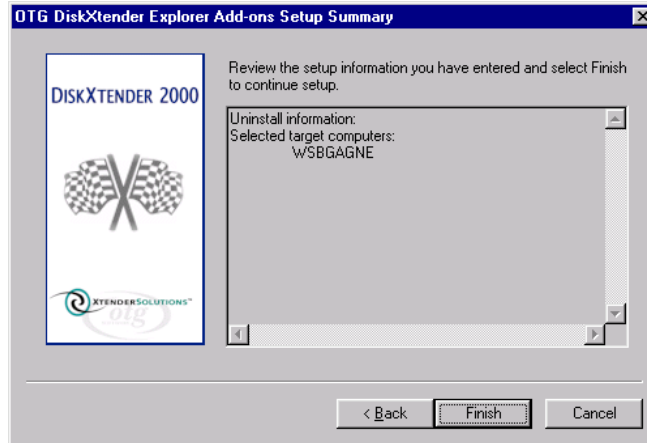 OTG DiskXtender Explorer Add-ons Setup Summary
DISKXTENDER 2000
XTENDERSOLUTIONS™
otg
Review the setup information you have entered and select Finish
to continue setup.
Uninstall information:
Selected target computers:
WSBGAGNE
< Back
Finish
Cancel